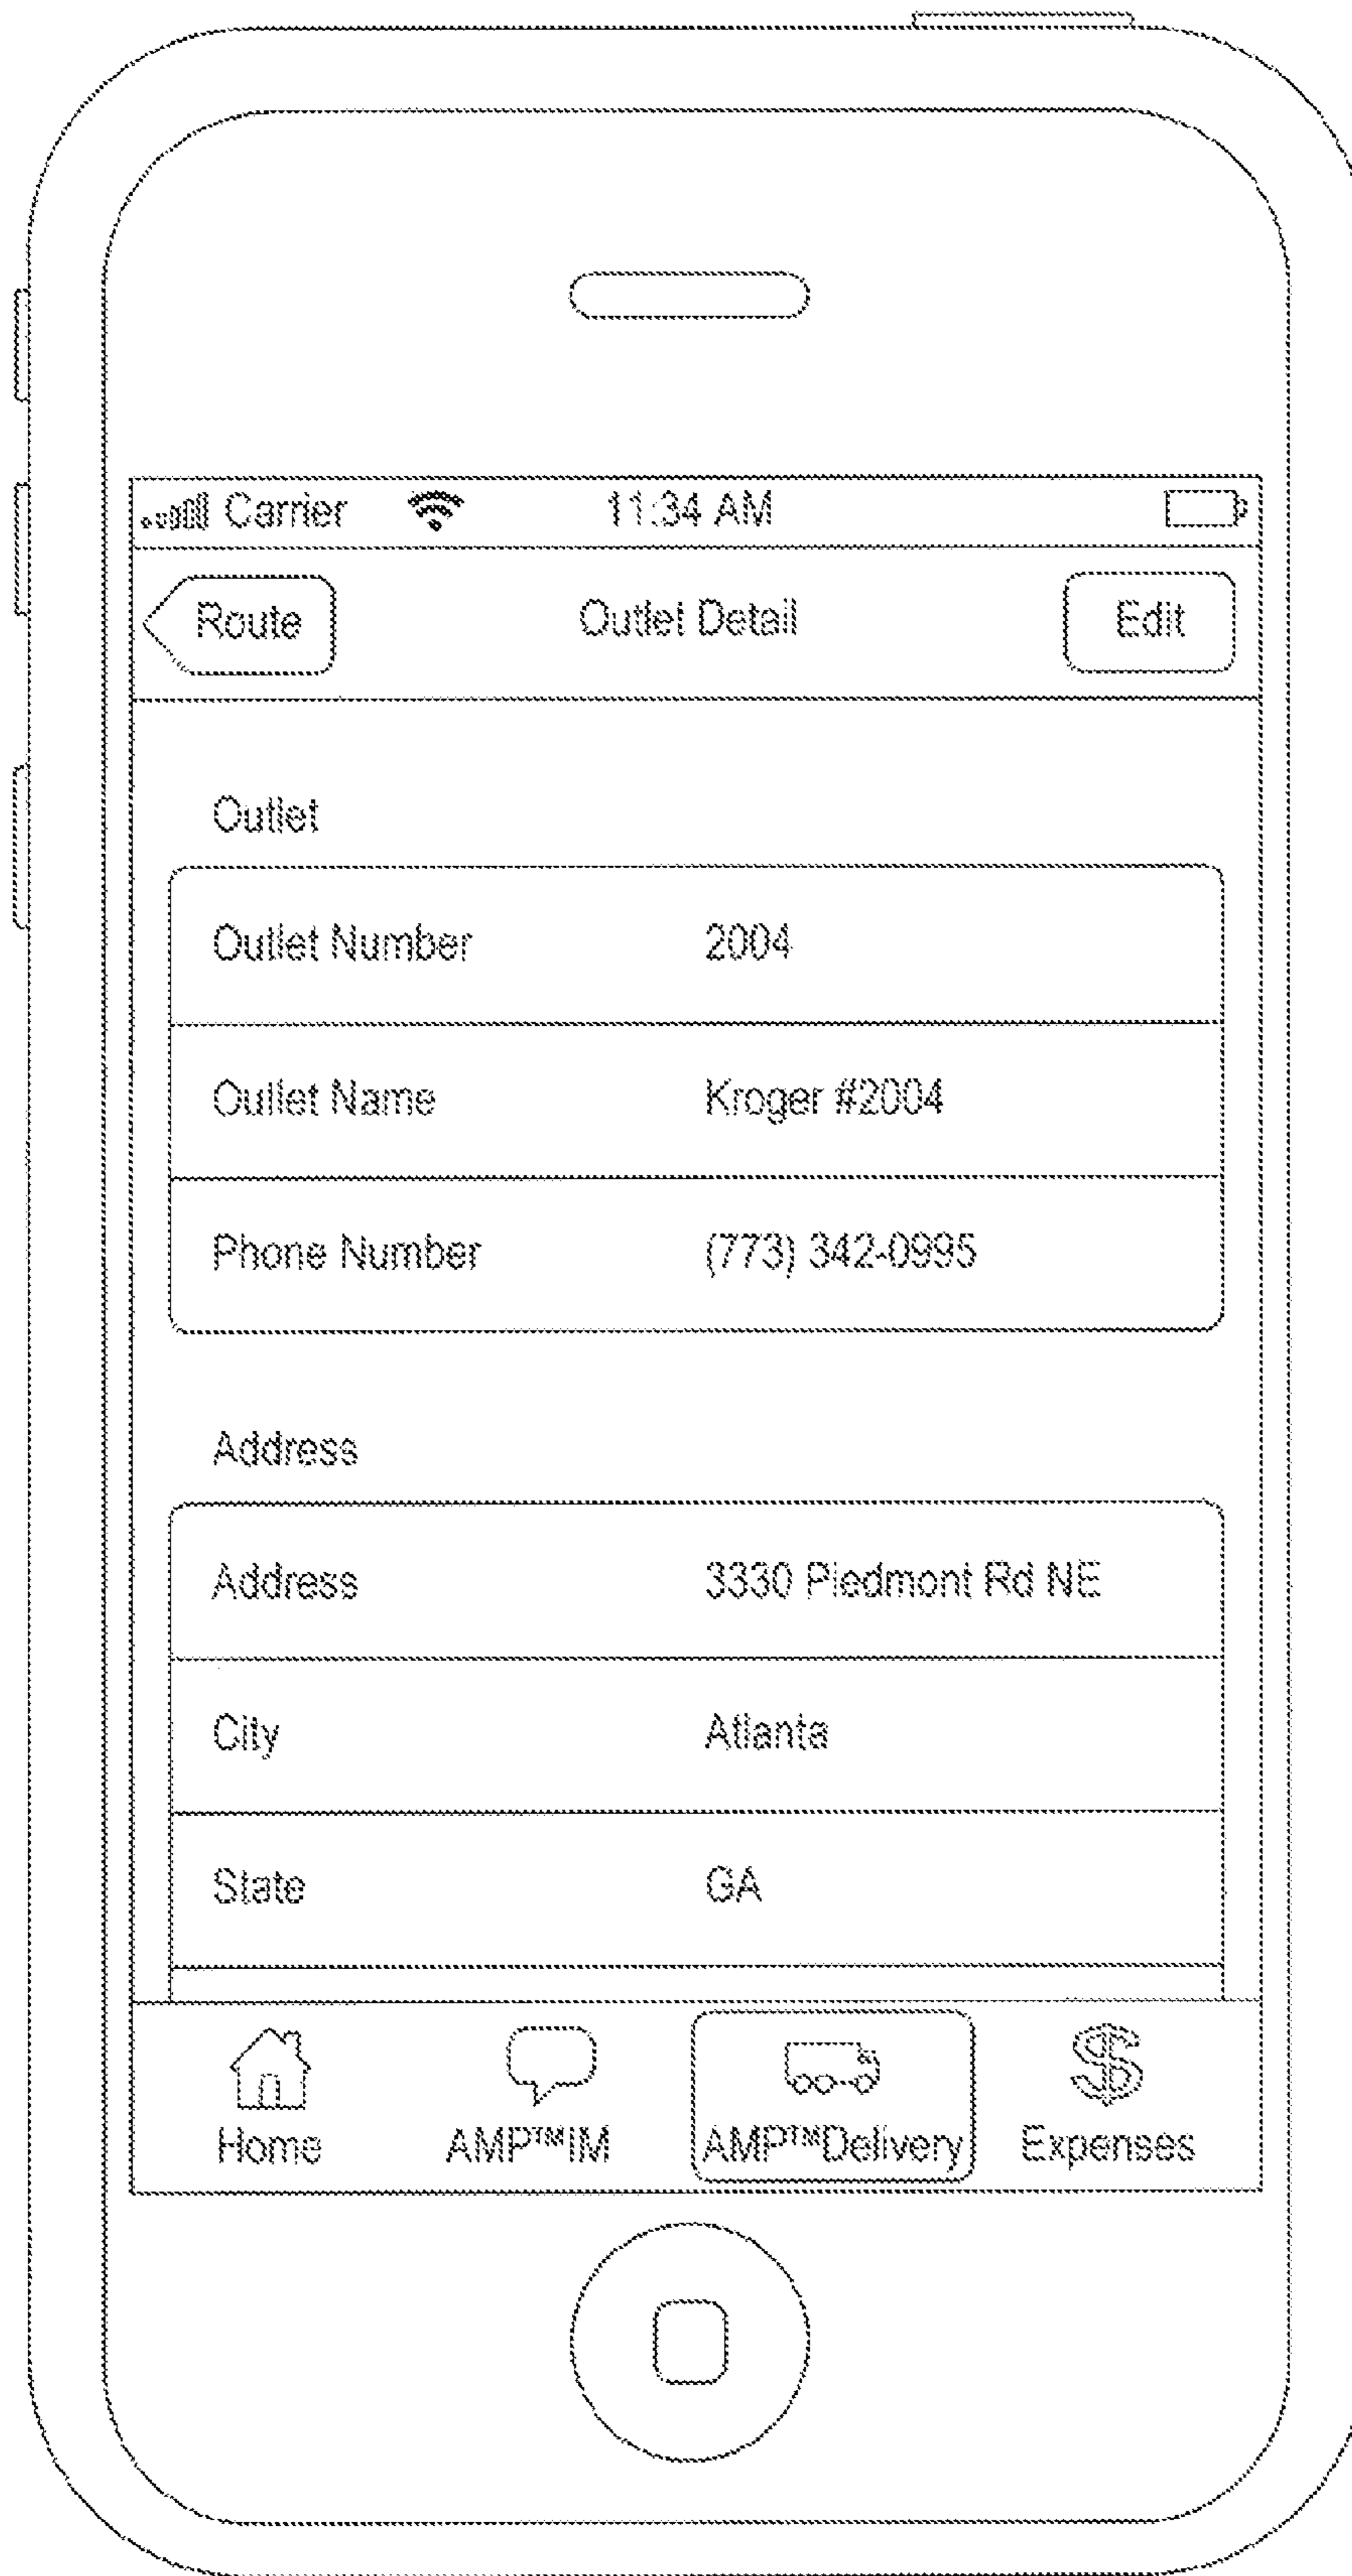 Carrier 11:34 AM
Route Outlet Detail Edit
Outlet
Outlet Number 2004
Outlet Name Kroger #2004
Phone Number (773) 342-0995
Address
Address 3330 Piedmont Rd NE
City Atlanta
State GA
Home AMP™IM AMP™Delivery Expenses